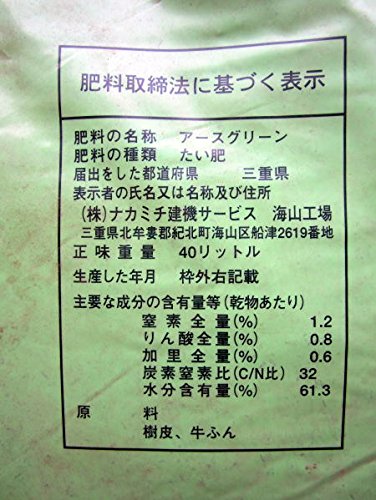 肥料取締法に基づく表示
肥料の名称 アースグリーン
肥料の種類 たい肥
届出をした都道府県 三重県
表示者の氏名又は名称及び住所
(株)ナカミチ建機サービス 海山工場
三重県北牟婁郡紀北町海山区船津2619番地
正味重量 40リットル
生産した年月 枠外右記載
主要な成分の含有量等(乾物あたり)
窒素全量(%) 1.2
りん酸全量(%) 0.8
加里全量(%) 0.6
炭素窒素比(C/N比) 32
水分含有量(%) 61.3
原料
樹皮、牛ふん